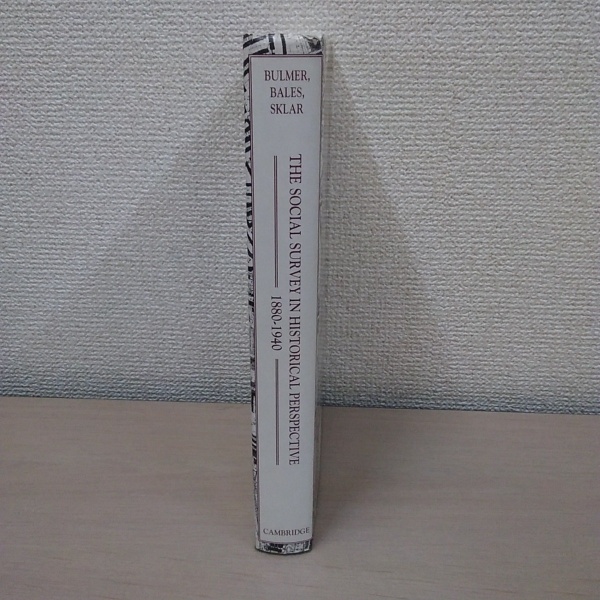 BULMER,
BALES,
SKLAR
THE SOCIAL SURVEY IN HISTORICAL PERSPECTIVE
1880-1940
CAMBRIDGE